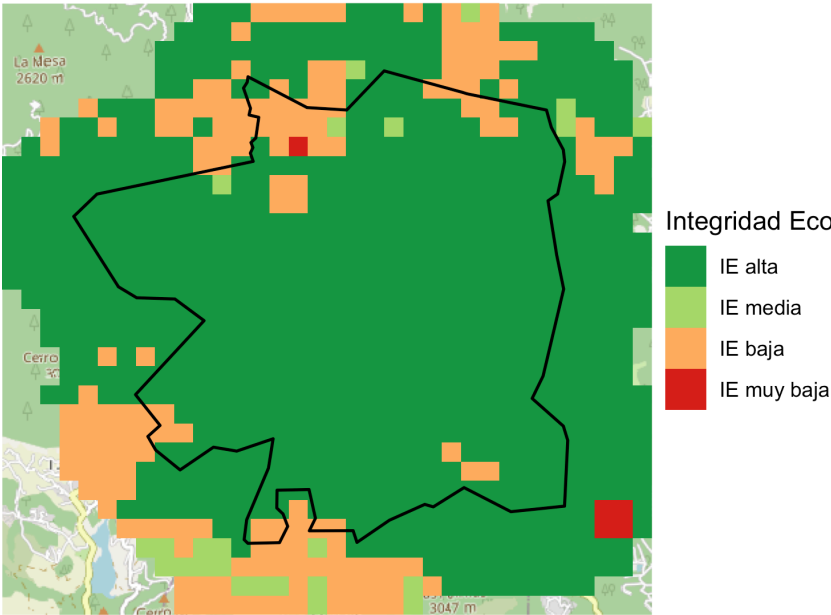 La Mesa
2620 m
Integridad Eco
IE alta
IE media
IE baja
IE muy baja
Cerro
3047 m
Cerro